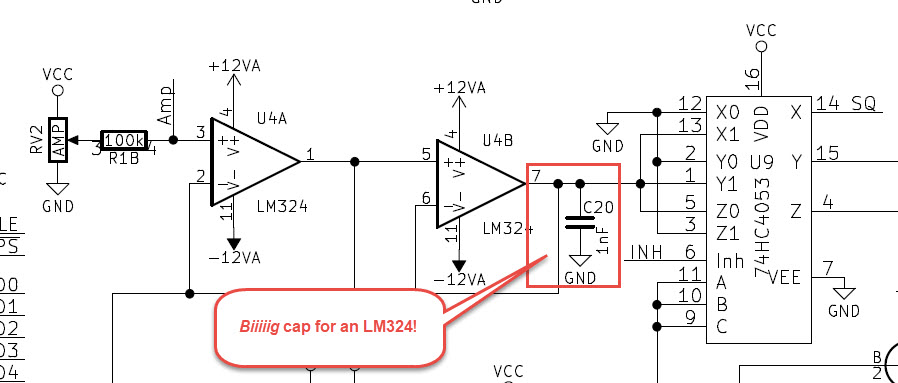 GND
VCC
RV2
AMP
100k
R1B
3
4
GND
Amp
+12VA
4
U4A
3
+
V+
1
2
-
V-
11
LM324
-12VA
+12VA
4
U4B
5
+
V+
7
6
-
V-
11
LM324
-12VA
C20
1nF
GND
Biiiiig cap for an LM324!
VCC
16
GND
12 X0
13 X1
2 Y0
1 Y1
5 Z0
3 Z1
INH 6 Inh
11 A
10 B
9 C
VDD
U9
74HC4053
VEE
X 14 SQ
Y 15
Z 4
7
GND
C
LE
PS
00
01
02
03
04
VCC
B
2